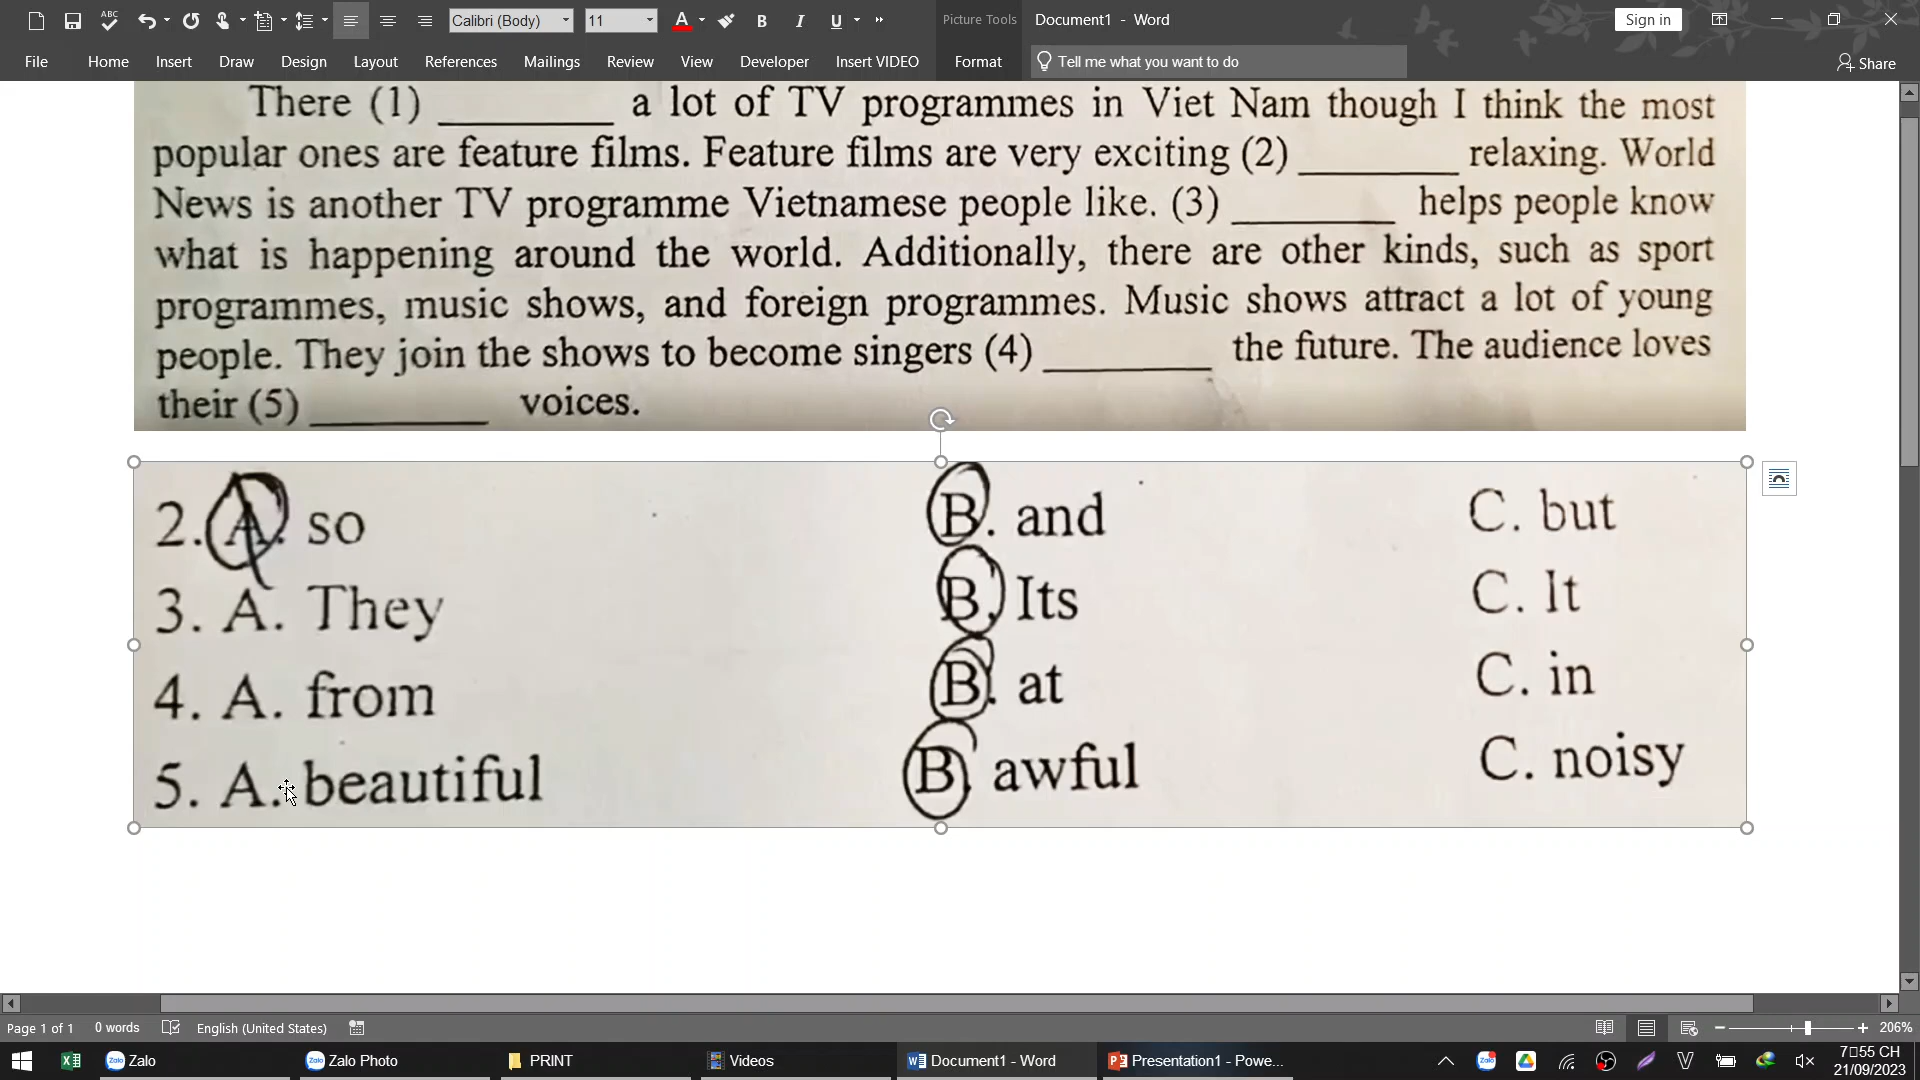 Calibri (Body) 11 A B I U Picture Tools Document1 - Word Sign in
File Home Insert Draw Design Layout References Mailings Review View Developer Insert VIDEO Format Tell me what you want to do Share
There (1) ________ a lot of TV programmes in Viet Nam though I think the most
popular ones are feature films. Feature films are very exciting (2) ________ relaxing. World
News is another TV programme Vietnamese people like. (3) ________ helps people know
what is happening around the world. Additionally, there are other kinds, such as sport
programmes, music shows, and foreign programmes. Music shows attract a lot of young
people. They join the shows to become singers (4) ________ the future. The audience loves
their (5) ________ voices.
2. A. so B. and C. but
3. A. They B. Its C. It
4. A. from B. at C. in
5. A. beautiful B. awful C. noisy
Page 1 of 1 0 words English (United States) 206%
Zalo Zalo Photo PRINT Videos Document1 - Word Presentation1 - Powe... 7□55 CH
21/09/2023